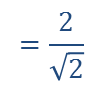 = 2/√2